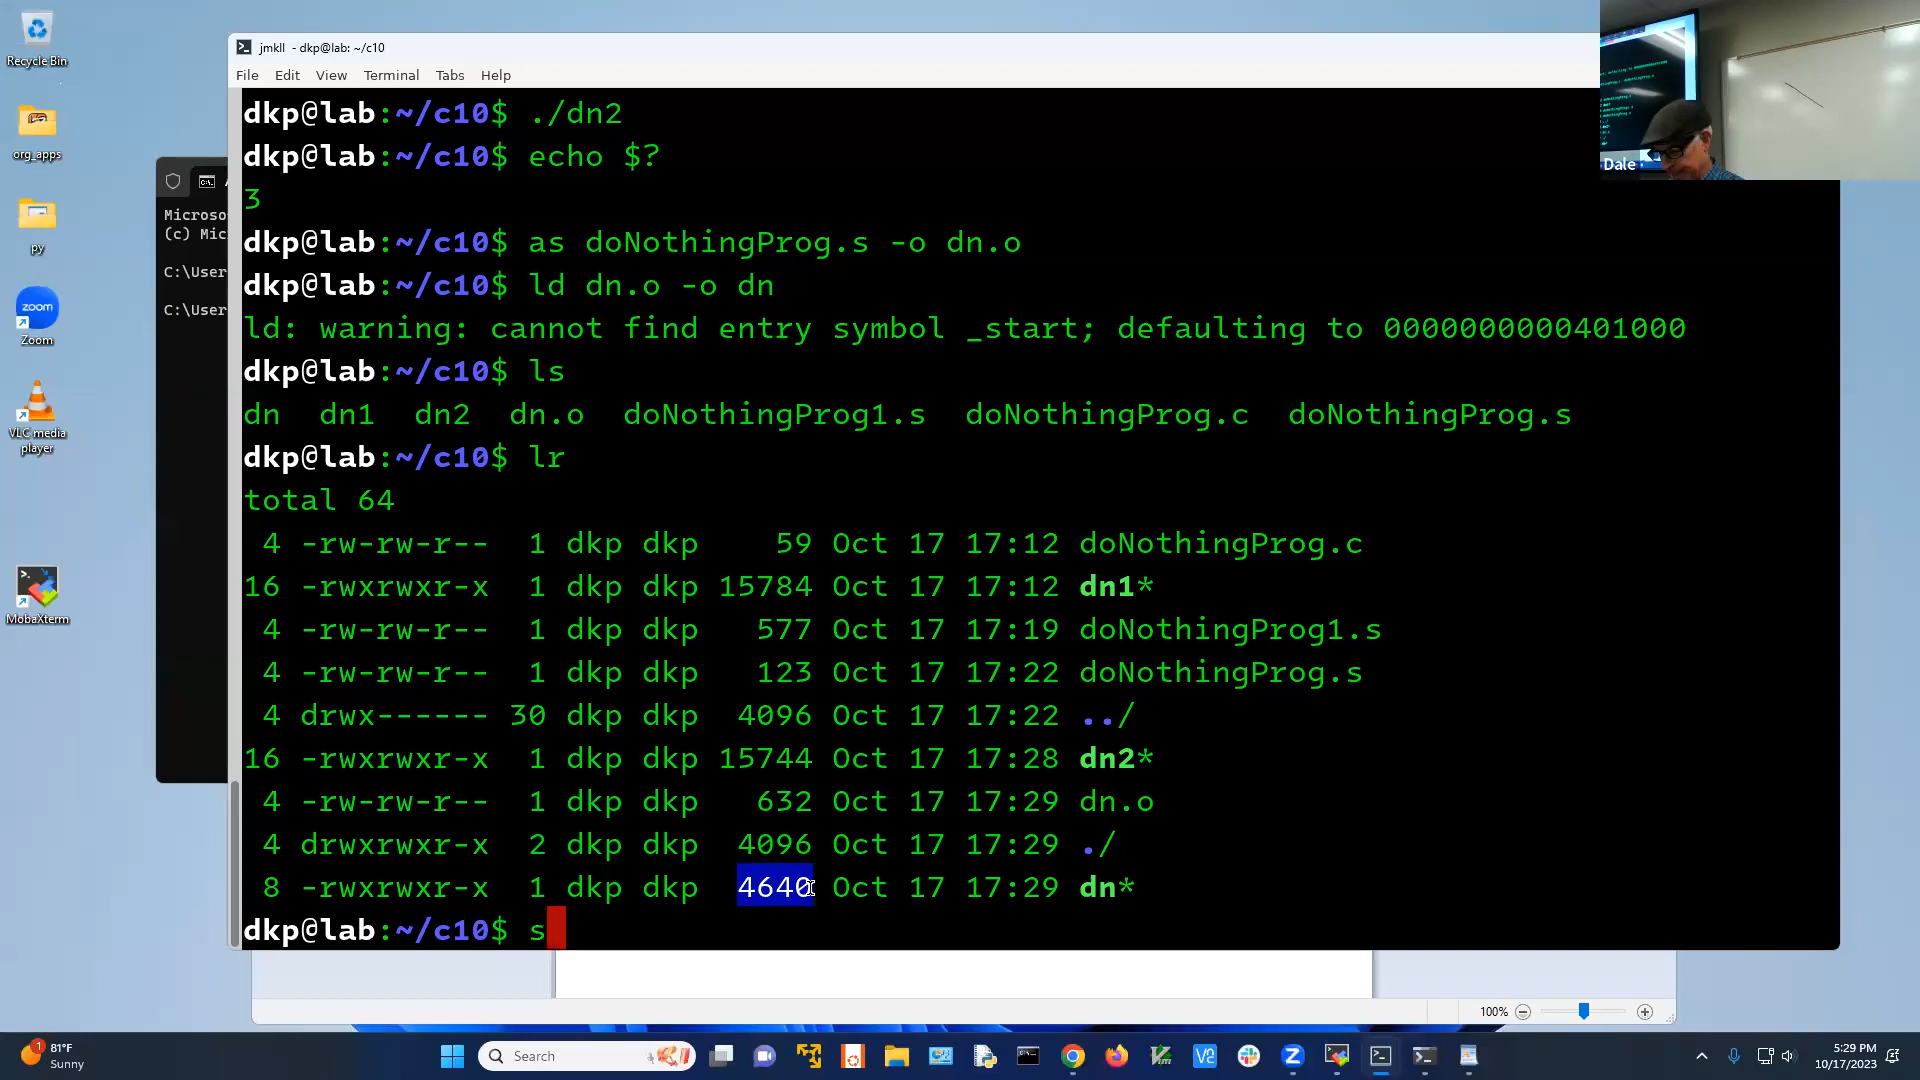 Recycle Bin
org_apps
py
zoom
Zoom
VLC media
player
MobaXterm
jmkll - dkp@lab: ~/c10
File Edit View Terminal Tabs Help
Microso
(c) Mic
C:\User
C:\User
dkp@lab:~/c10$ ./dn2
dkp@lab:~/c10$ echo $?
3
dkp@lab:~/c10$ as doNothingProg.s -o dn.o
dkp@lab:~/c10$ ld dn.o -o dn
ld: warning: cannot find entry symbol _start; defaulting to 0000000000401000
dkp@lab:~/c10$ ls
dn dn1 dn2 dn.o doNothingProg1.s doNothingProg.c doNothingProg.s
dkp@lab:~/c10$ lr
total 64
4 -rw-rw-r-- 1 dkp dkp 59 Oct 17 17:12 doNothingProg.c
16 -rwxrwxr-x 1 dkp dkp 15784 Oct 17 17:12 dn1*
4 -rw-rw-r-- 1 dkp dkp 577 Oct 17 17:19 doNothingProg1.s
4 -rw-rw-r-- 1 dkp dkp 123 Oct 17 17:22 doNothingProg.s
4 drwx------ 30 dkp dkp 4096 Oct 17 17:22 ../
16 -rwxrwxr-x 1 dkp dkp 15744 Oct 17 17:28 dn2*
4 -rw-rw-r-- 1 dkp dkp 632 Oct 17 17:29 dn.o
4 drwxrwxr-x 2 dkp dkp 4096 Oct 17 17:29 ./
8 -rwxrwxr-x 1 dkp dkp 4640 Oct 17 17:29 dn*
dkp@lab:~/c10$ s
Dale
100%
1
81°F
Sunny
Search
5:29 PM
10/17/2023